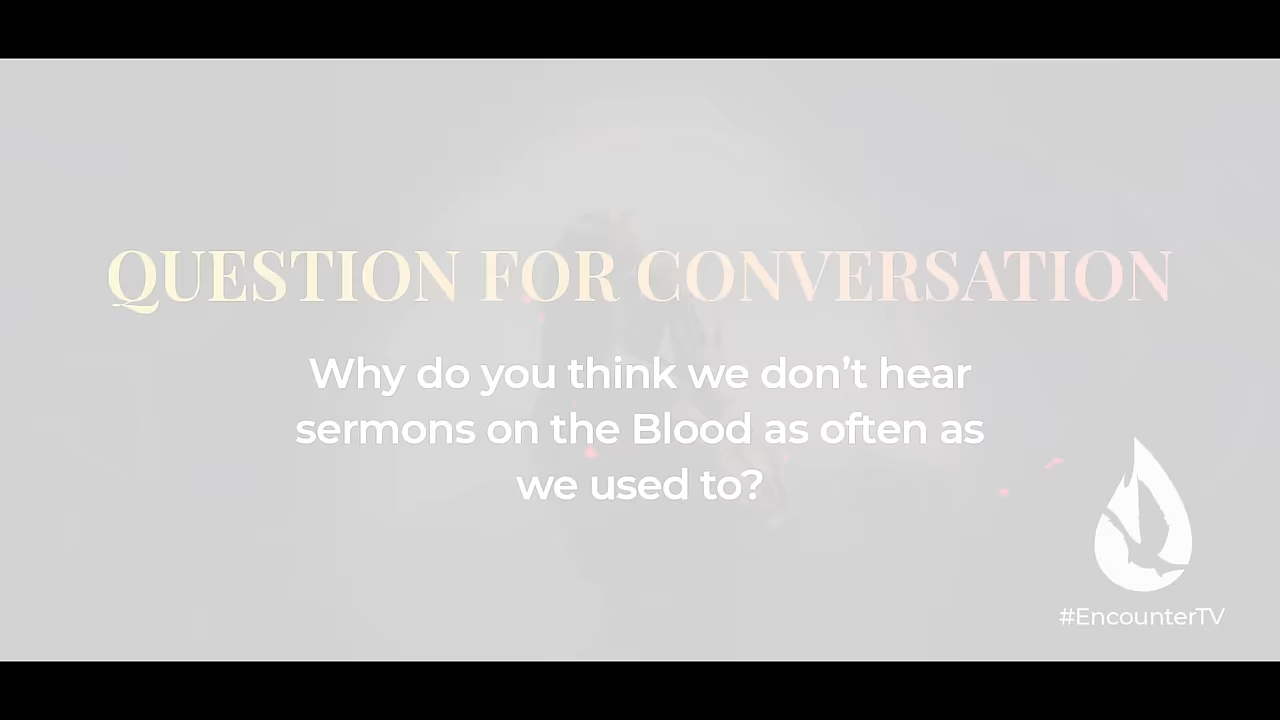 QUESTION FOR CONVERSATION
Why do you think we don’t hear
sermons on the Blood as often as
we used to?
#EncounterTV